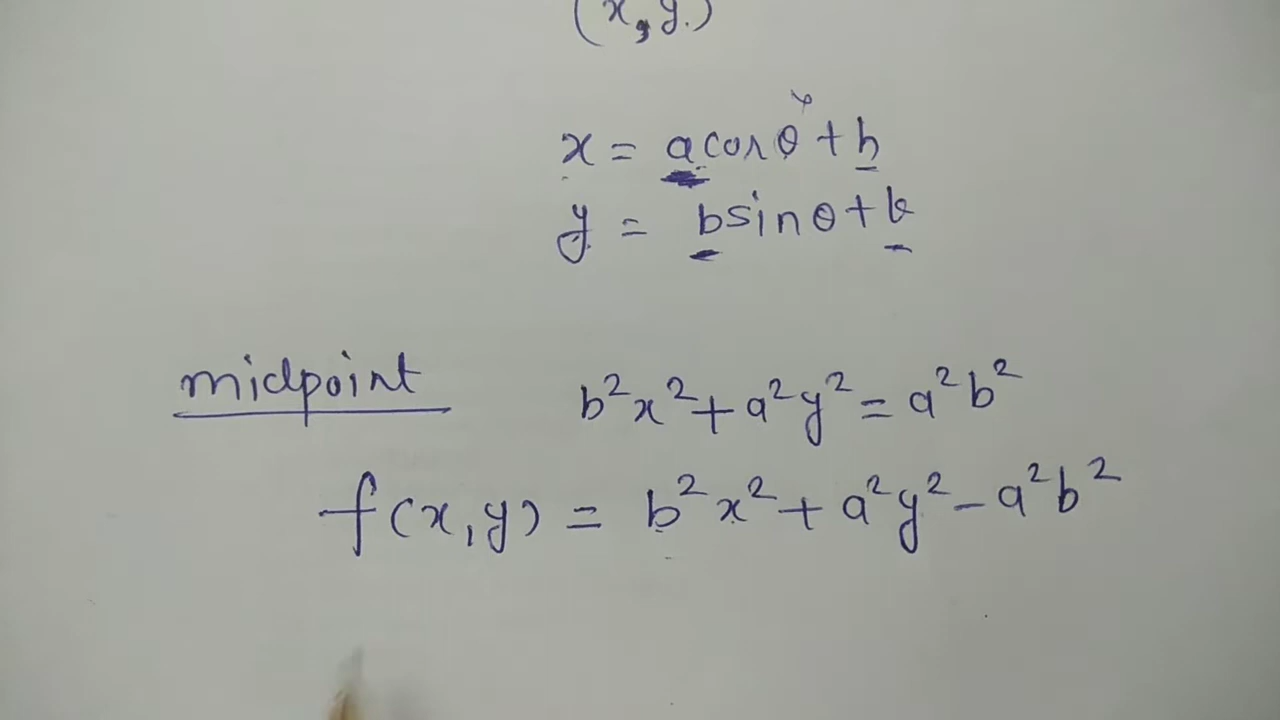 (x, y.)
x = a cos θ + h
y = b sin θ + k
midpoint b²x² + a²y² = a²b²
f(x, y) = b²x² + a²y² - a²b²